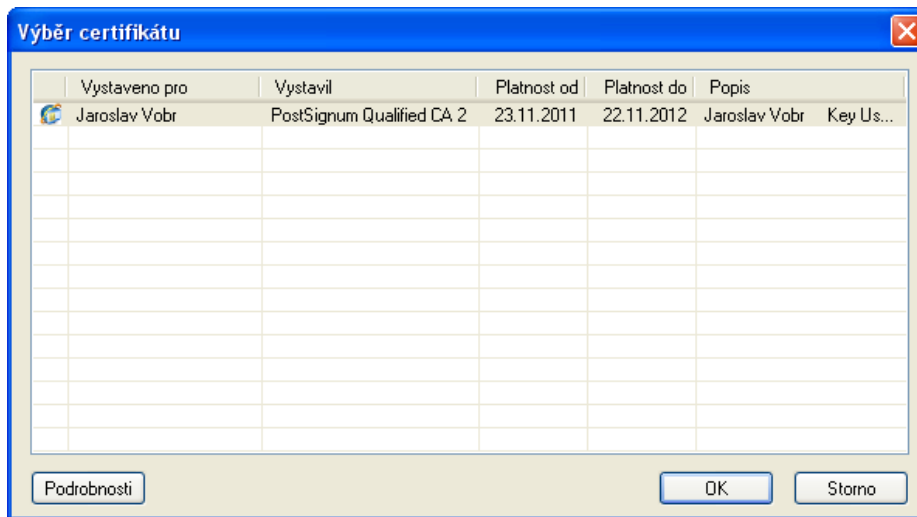 Výběr certifikátu
Vystaveno pro Vystavil Platnost od Platnost do Popis
Jaroslav Vobr PostSignum Qualified CA 2 23.11.2011 22.11.2012 Jaroslav Vobr Key Us...
Podrobnosti OK Storno